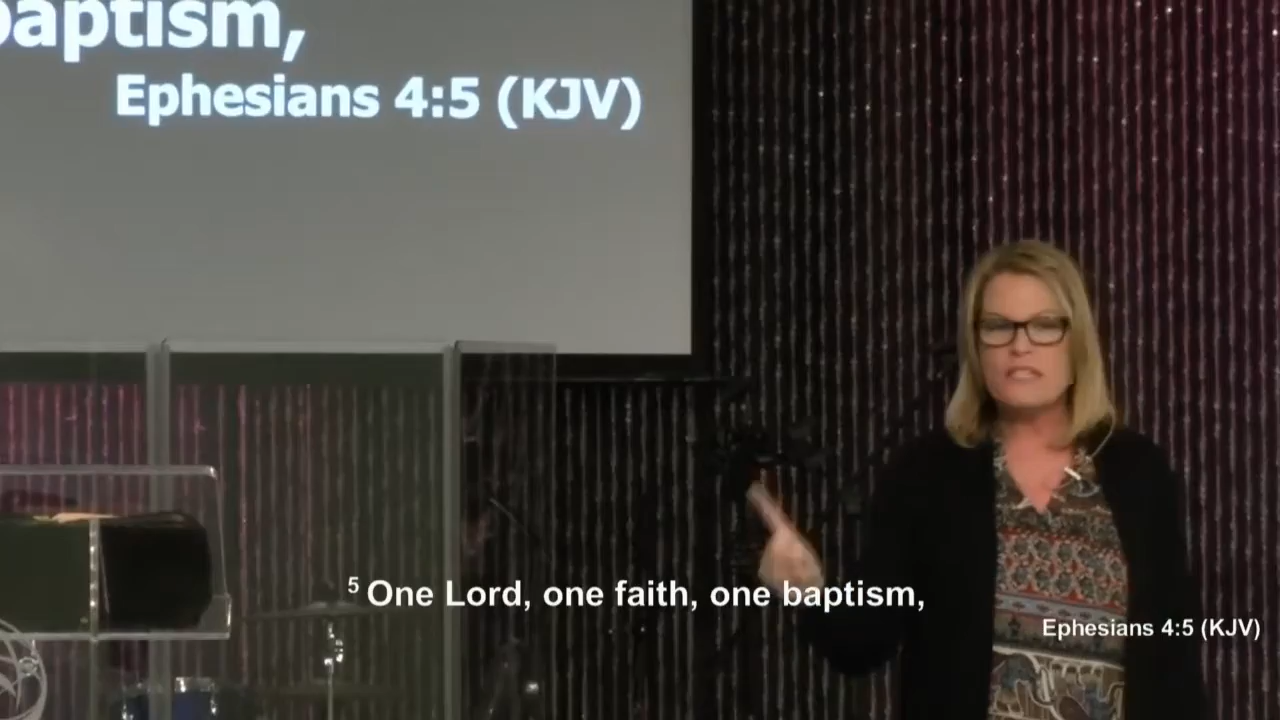 baptism,
Ephesians 4:5 (KJV)
5 One Lord, one faith, one baptism,
Ephesians 4:5 (KJV)